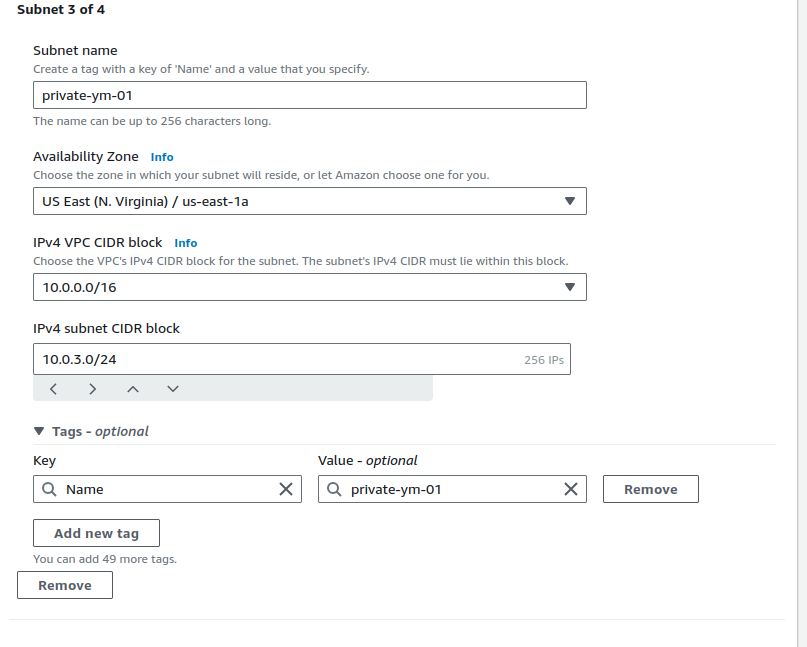 Subnet 3 of 4
Subnet name
Create a tag with a key of 'Name' and a value that you specify.
private-ym-01
The name can be up to 256 characters long.
Availability Zone Info
Choose the zone in which your subnet will reside, or let Amazon choose one for you.
US East (N. Virginia) / us-east-1a
IPv4 VPC CIDR block Info
Choose the VPC's IPv4 CIDR block for the subnet. The subnet's IPv4 CIDR must lie within this block.
10.0.0.0/16
IPv4 subnet CIDR block
10.0.3.0/24 256 IPs
Tags - optional
Key Value - optional
Name private-ym-01 Remove
Add new tag
You can add 49 more tags.
Remove